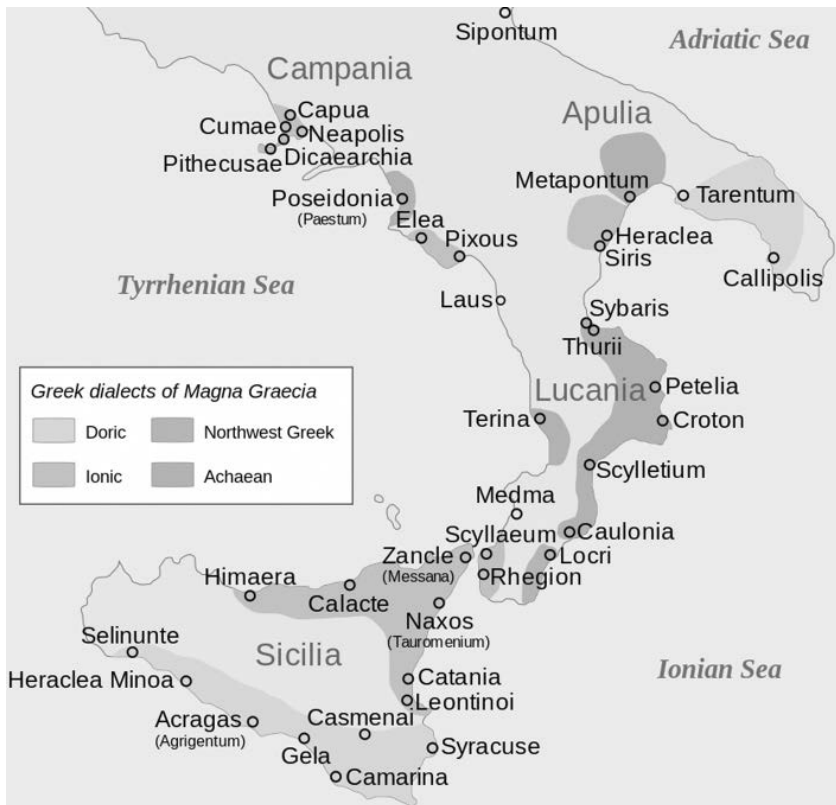 Sipontum
Adriatic Sea
Campania
Capua
Apulia
Cumae
Neapolis
Dicaearchia
Pithecusae
Metapontum
Tarentum
Poseidonia
(Paestum)
Elea
Heraclea
Pixous
Siris
Callipolis
Tyrrhenian Sea
Laus
Sybaris
Thurii
Greek dialects of Magna Graecia
Doric
Northwest Greek
Ionic
Achaean
Lucania
Petelia
Terina
Croton
Scylletium
Medma
Scyllaeum
Caulonia
Zancle
(Messana)
Locri
Rhegion
Himaera
Calacte
Naxos
(Tauromenium)
Selinunte
Sicilia
Ionian Sea
Heraclea Minoa
Catania
Leontinoi
Acragas
(Agrigentum)
Casmenai
Gela
Syracuse
Camarina